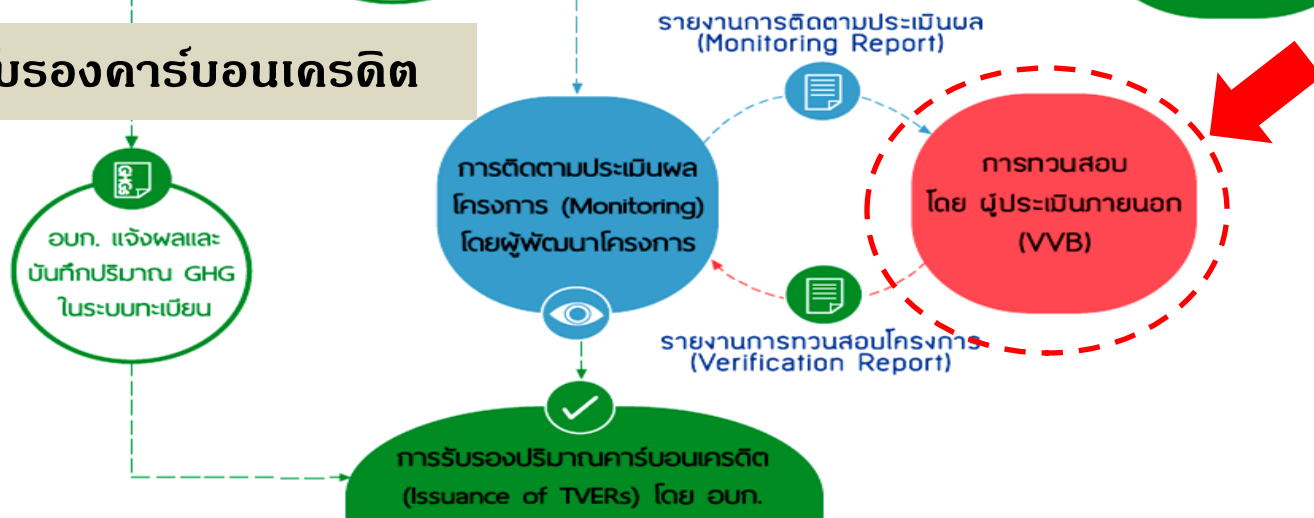 รายงานการติดตามประเมินผล
(Monitoring Report)
บรองคาร์บอนเครดิต
การติดตามประเมินผล
โครงการ (Monitoring)
โดยผู้พัฒนาโครงการ
การทวนสอบ
โดย ผู้ประเมินภายนอก
(VVB)
GHGs
อบก. แจ้งผลและ
บันทึกปริมาณ GHG
ในระบบทะเบียน
รายงานการทวนสอบโครงการ
(Verification Report)
การรับรองปริมาณคาร์บอนเครดิต
(Issuance of TVERs) โดย อบก.